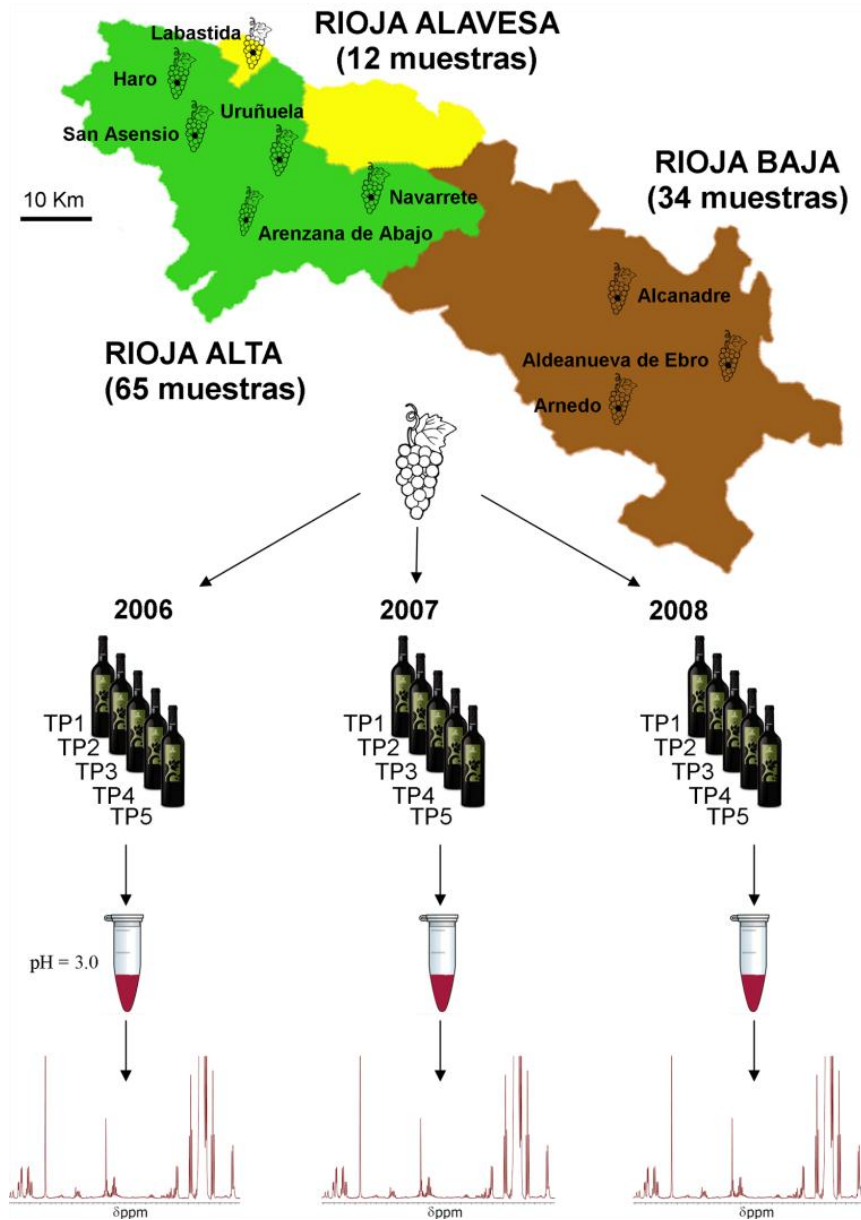 RIOJA ALAVESA
(12 muestras)
Labastida
Haro
Uruñuela
San Asensio
RIOJA BAJA
(34 muestras)
10 Km
Navarrete
Arenzana de Abajo
Alcanadre
RIOJA ALTA
(65 muestras)
Aldeanueva de Ebro
Arnedo
2006
2007
2008
TP1
TP2
TP3
TP4
TP5
TP1
TP2
TP3
TP4
TP5
TP1
TP2
TP3
TP4
TP5
pH = 3.0
δppm
δppm
δppm